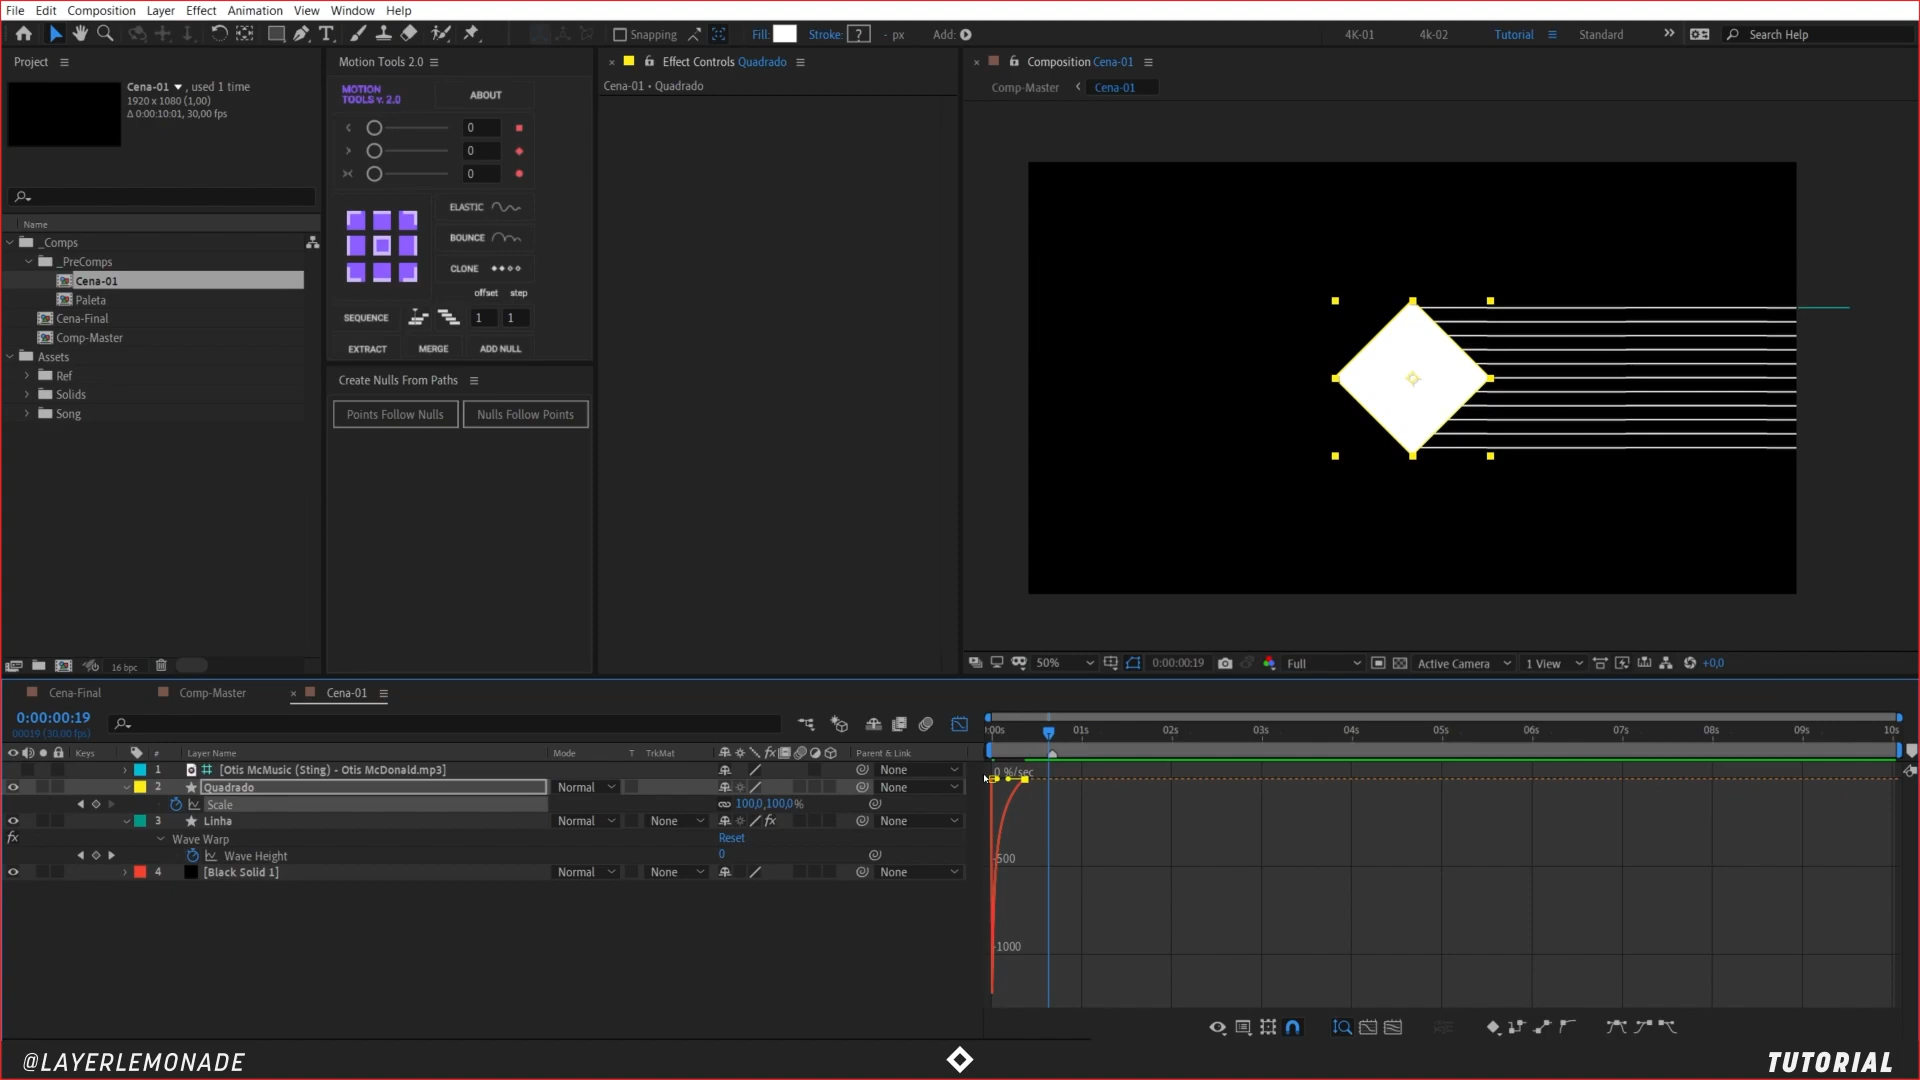 File Edit Composition Layer Effect Animation View Window Help
Snapping Fill: Stroke: ? - px Add: 4K-01 4k-02 Tutorial Standard Search Help
Project
Cena-01 , used 1 time
1920 x 1080 (1,00)
Δ 0:00:10:01, 30,00 fps
Name
_Comps
_PreComps
Cena-01
Paleta
Cena-Final
Comp-Master
Assets
Ref
Solids
Song
16 bpc
Motion Tools 2.0
MOTION
TOOLS v. 2.0
ABOUT
0
0
0
ELASTIC
BOUNCE
CLONE
offset step
SEQUENCE 1 1
EXTRACT MERGE ADD NULL
Create Nulls From Paths
Points Follow Nulls Nulls Follow Points
Effect Controls Quadrado
Cena-01 • Quadrado
Composition Cena-01
Comp-Master Cena-01
50% 0:00:00:19 Full Active Camera 1 View +0,0
Cena-Final Comp-Master Cena-01
0:00:00:19
00019 (30.00 fps)
Keys # Layer Name Mode T TrkMat Parent & Link
1 [Otis McMusic (Sting) - Otis McDonald.mp3] None
2 Quadrado Normal None
Scale 100,0,100,0%
3 Linha Normal None None
fx Wave Warp Reset
Wave Height 0
4 [Black Solid 1] Normal None None
:00s 01s 02s 03s 04s 05s 06s 07s 08s 09s 10s
0 %/sec
-500
-1000
@LAYERLEMONADE
TUTORIAL